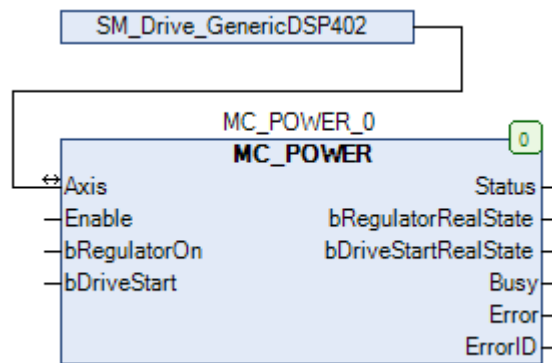 SM_Drive_GenericDSP402
MC_POWER_0
0
MC_POWER
Axis Status
Enable bRegulatorRealState
bRegulatorOn bDriveStartRealState
bDriveStart Busy
Error
ErrorID